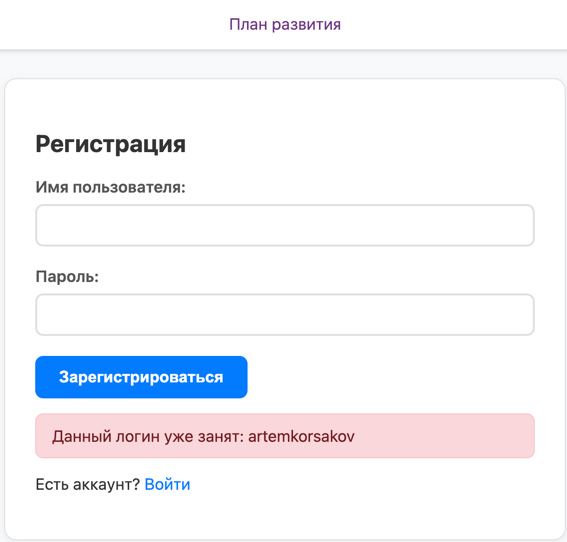 План развития
Регистрация
Имя пользователя:
Пароль:
Зарегистрироваться
Данный логин уже занят: artemkorsakov
Есть аккаунт? Войти